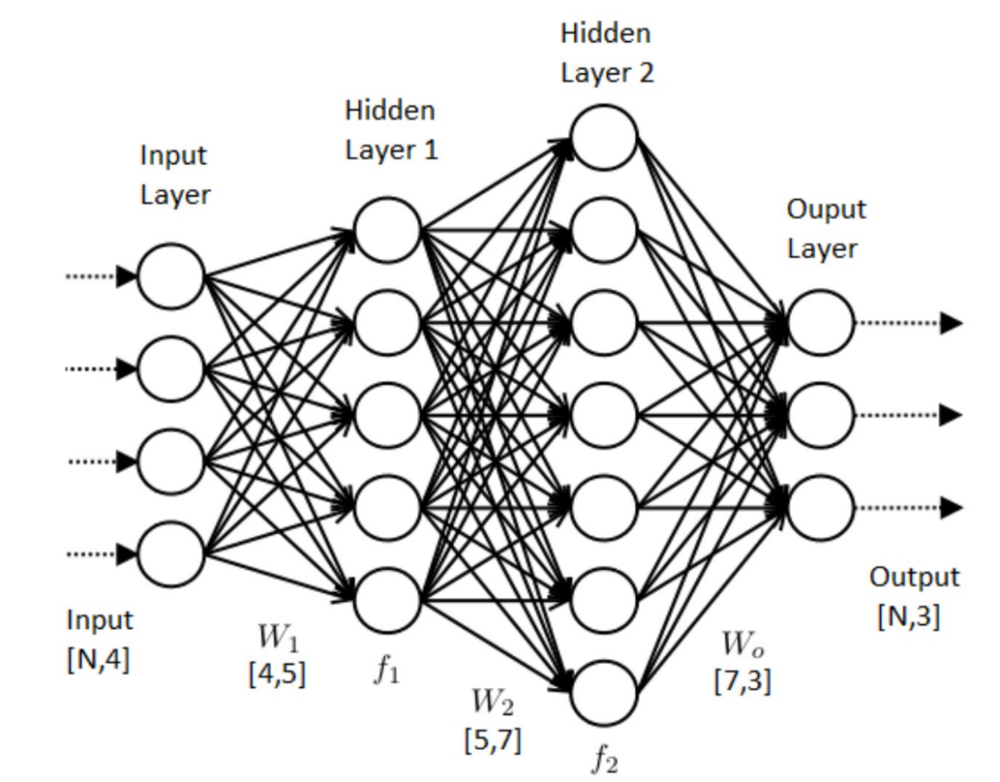 Hidden
Layer 2
Hidden
Layer 1
Input
Layer
Ouput
Layer
Input
[N,4]
W₁
[4,5]
f₁
W₂
[5,7]
f₂
Wₒ
[7,3]
Output
[N,3]